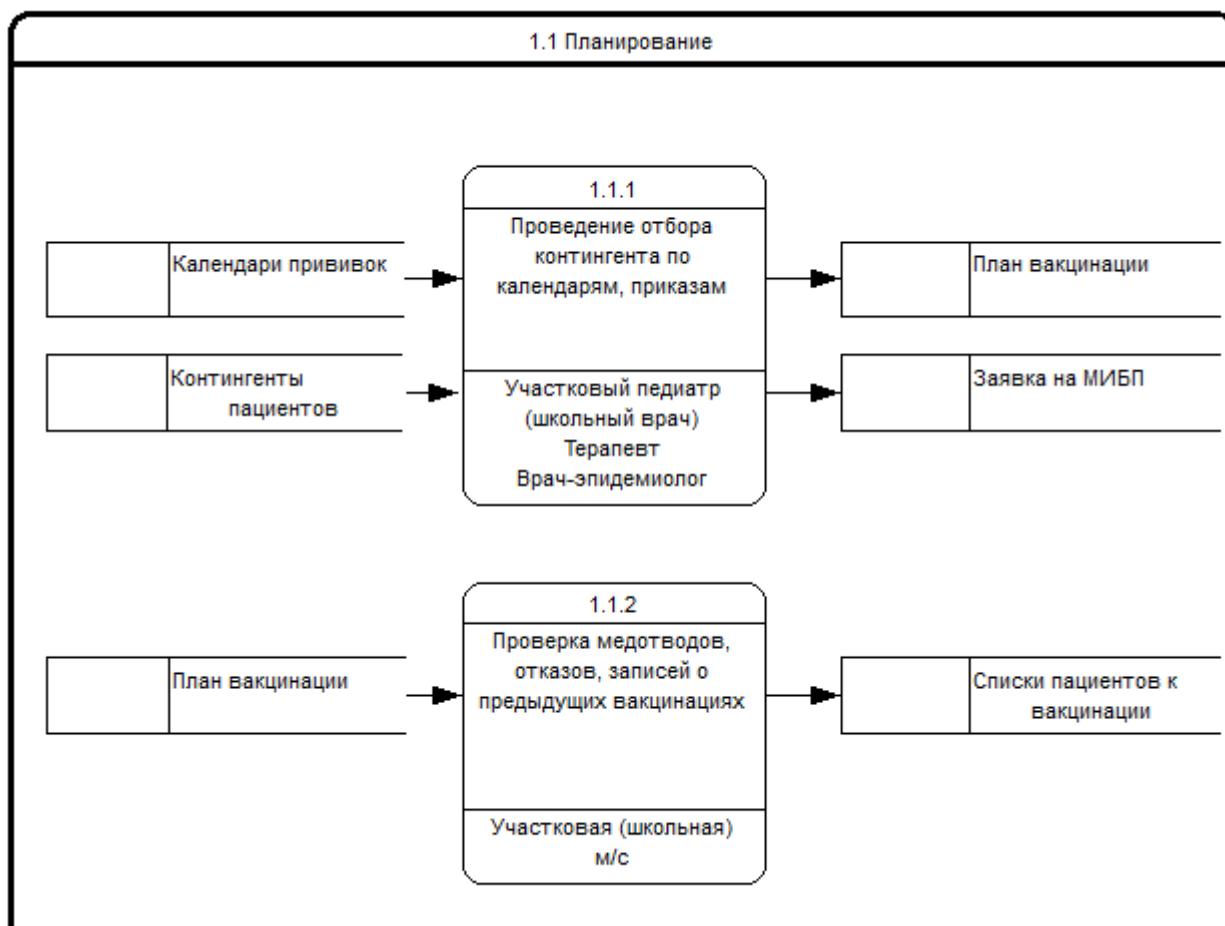 1.1 Планирование
1.1.1
Проведение отбора
контингента по
календарям, приказам
Календари прививок
План вакцинации
Контингенты
пациентов
Участковый педиатр
(школьный врач)
Терапевт
Врач-эпидемиолог
Заявка на МИБП
1.1.2
Проверка медотводов,
отказов, записей о
предыдущих вакцинациях
План вакцинации
Списки пациентов к
вакцинации
Участковая (школьная)
м/с